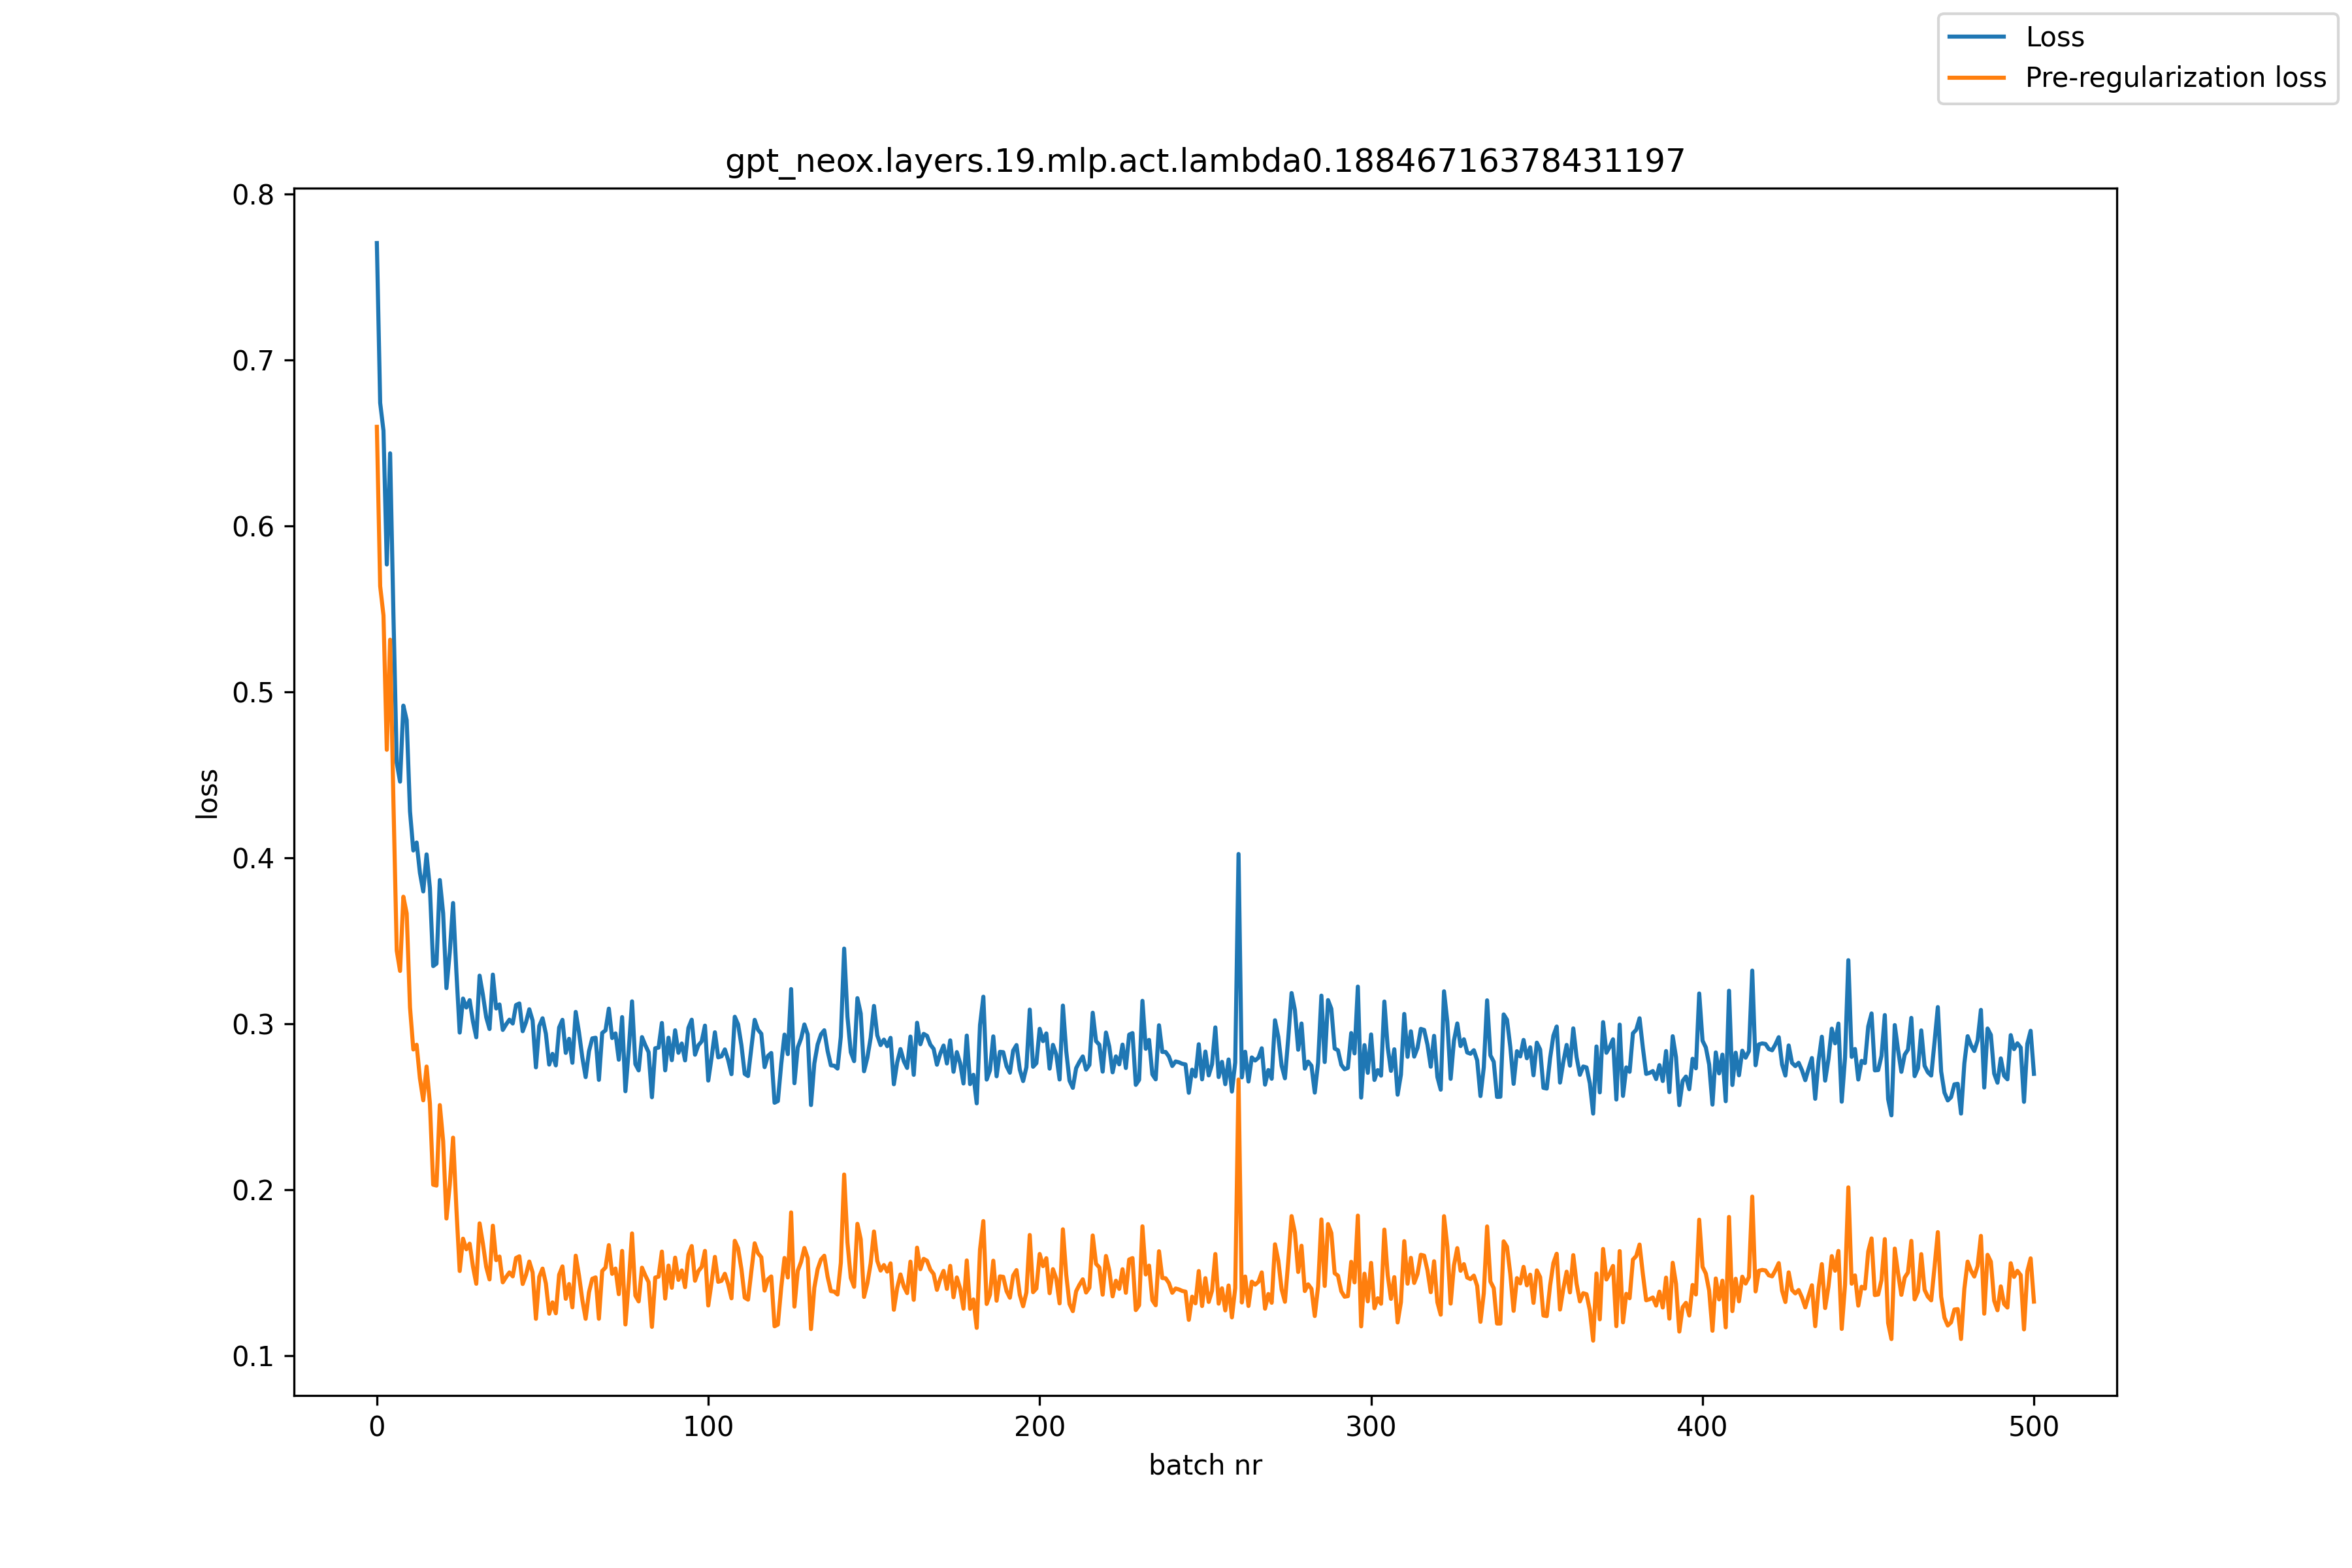 Loss
Pre-regularization loss
gpt_neox.layers.19.mlp.act.lambda0.18846716378431197
0.8
0.7
0.6
0.5
0.4
0.3
0.2
0.1
loss
0 100 200 300 400 500
batch nr